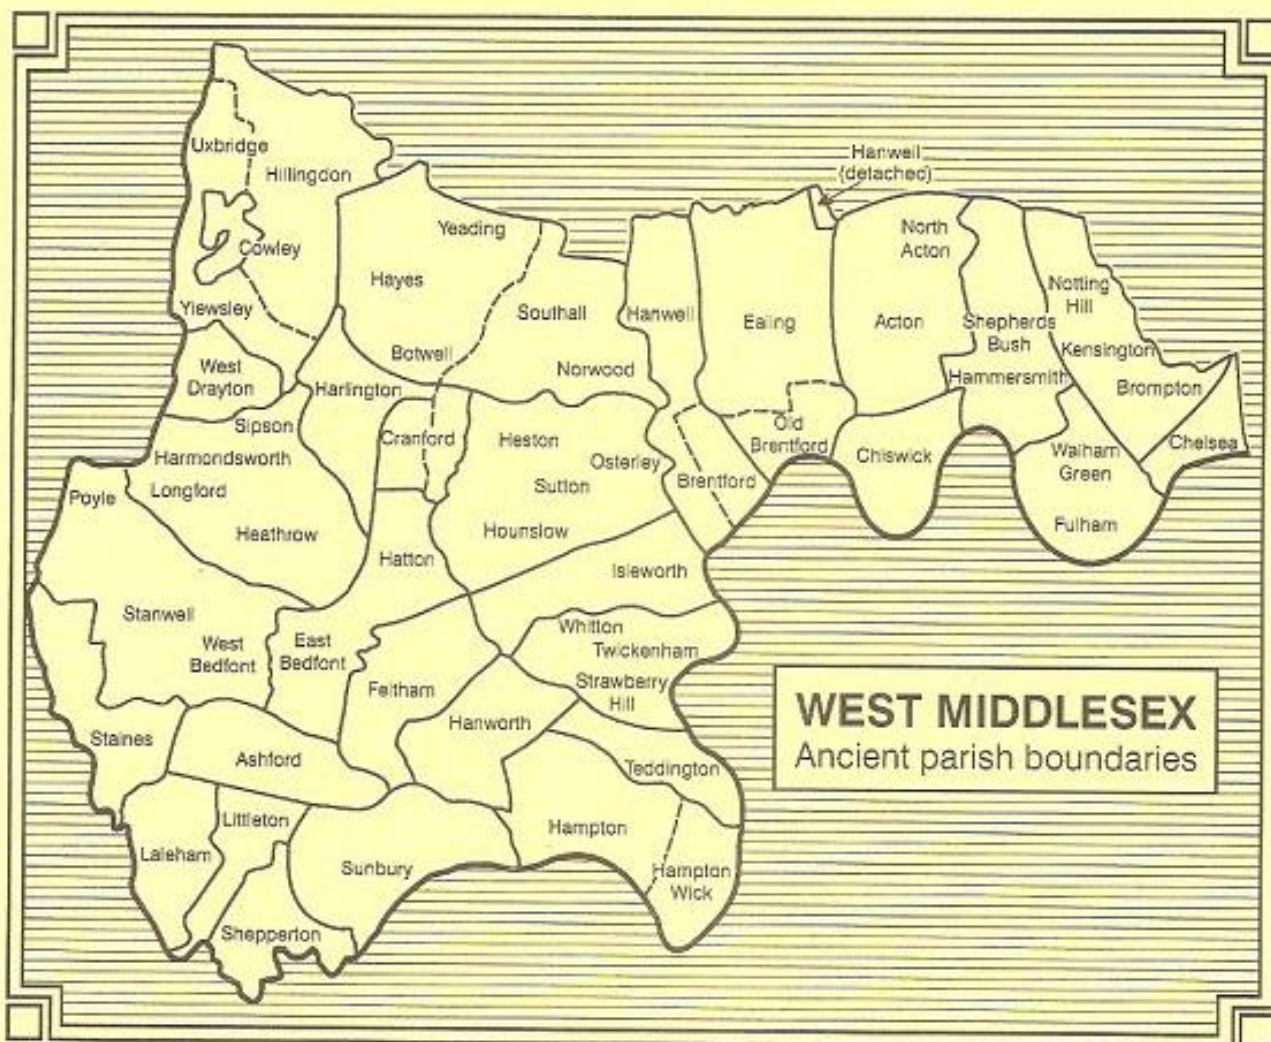 Hanwell
(detached)
Uxbridge
Hillingdon
North
Acton
Yeading
Cowley
Hayes
Notting
Hill
Yiewsley
Southall
Hanwell
Ealing
Acton
Shepherds
Bush
Botwell
Kensington
West
Drayton
Norwood
Harlington
Hammersmith
Brompton
Sipson
Cranford
Heston
Old
Brentford
Chiswick
Chelsea
Harmondsworth
Osterley
Walham
Green
Poyle
Longford
Sutton
Brentford
Heathrow
Hounslow
Fulham
Hatton
Isleworth
Stanwell
West
Bedfont
East
Bedfont
Whitton
Twickenham
Strawberry
Hill
Feltham
Hanworth
WEST MIDDLESEX
Ancient parish boundaries
Staines
Ashford
Teddington
Littleton
Hampton
Laleham
Sunbury
Hampton
Wick
Shepperton